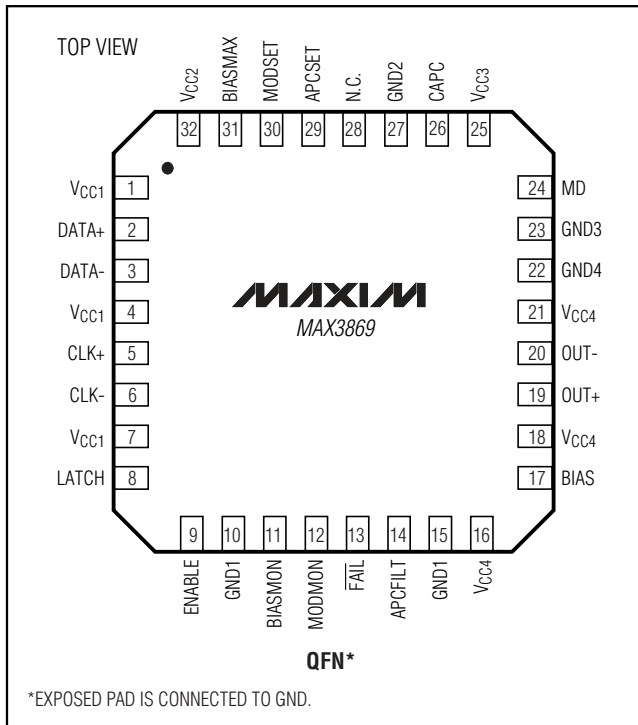 TOP VIEW
VCC2
BIASMAX
MODSET
APCSET
N.C.
GND2
CAPC
VCC3
32
31
30
29
28
27
26
25
VCC1 1
DATA+ 2
DATA- 3
VCC1 4
CLK+ 5
CLK- 6
VCC1 7
LATCH 8
MAXIM
MAX3869
24 MD
23 GND3
22 GND4
21 VCC4
20 OUT-
19 OUT+
18 VCC4
17 BIAS
9
10
11
12
13
14
15
16
ENABLE
GND1
BIASMON
MODMON
FAIL
APCFILT
GND1
VCC4
QFN*
*EXPOSED PAD IS CONNECTED TO GND.